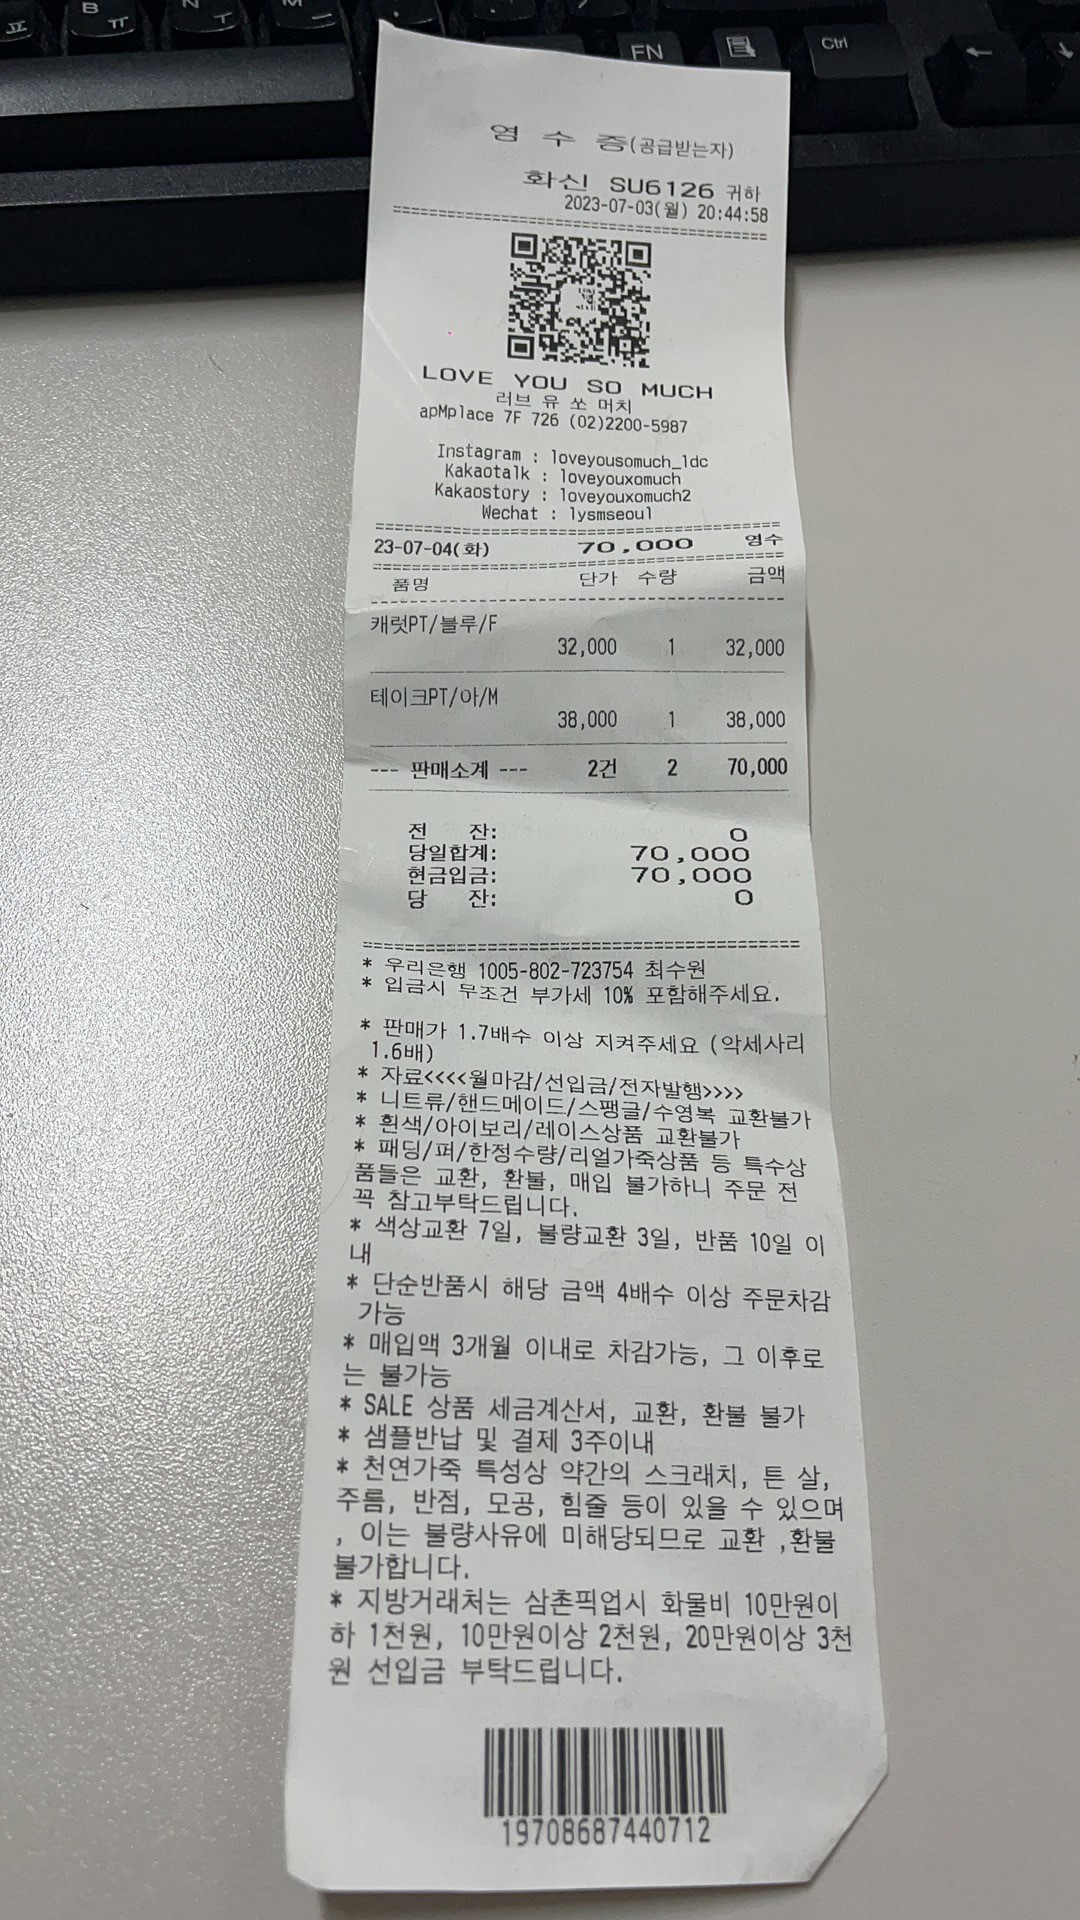 ㅍ
B
ㅠ
N
ㅜ
M
ㅡ
FN
Ctrl
←
영 수 증(공급받는자)
화신 SU6126 귀하
2023-07-03(월) 20:44:58
LOVE YOU SO MUCH
러브 유 쏘 머치
apMplace 7F 726 (02)2200-5987
Instagram : loveyousomuch_ldc
Kakaotalk : loveyouxomuch
Kakaostory : loveyouxomuch2
Wechat : lysmseoul
23-07-04(화) 70,000 영수
품명 단가 수량 금액
캐럿PT/블루/F
32,000 1 32,000
테이크PT/아/M
38,000 1 38,000
--- 판매소계 --- 2건 2 70,000
전 잔: 0
당일합계: 70,000
현금입금: 70,000
당 잔: 0
* 우리은행 1005-802-723754 최수원
* 입금시 무조건 부가세 10% 포함해주세요.
* 판매가 1.7배수 이상 지켜주세요 (악세사리
1.6배)
* 자료<<<<월마감/선입금/전자발행>>>>
* 니트류/핸드메이드/스팽글/수영복 교환불가
* 흰색/아이보리/레이스상품 교환불가
* 패딩/퍼/한정수량/리얼가죽상품 등 특수상
품들은 교환, 환불, 매입 불가하니 주문 전
꼭 참고부탁드립니다.
* 색상교환 7일, 불량교환 3일, 반품 10일 이
내
* 단순반품시 해당 금액 4배수 이상 주문차감
가능
* 매입액 3개월 이내로 차감가능, 그 이후로
는 불가능
* SALE 상품 세금계산서, 교환, 환불 불가
* 샘플반납 및 결제 3주이내
* 천연가죽 특성상 약간의 스크래치, 튼 살,
주름, 반점, 모공, 힘줄 등이 있을 수 있으며
, 이는 불량사유에 미해당되므로 교환 ,환불
불가합니다.
* 지방거래처는 삼촌픽업시 화물비 10만원이
하 1천원, 10만원이상 2천원, 20만원이상 3천
원 선입금 부탁드립니다.
19708687440712